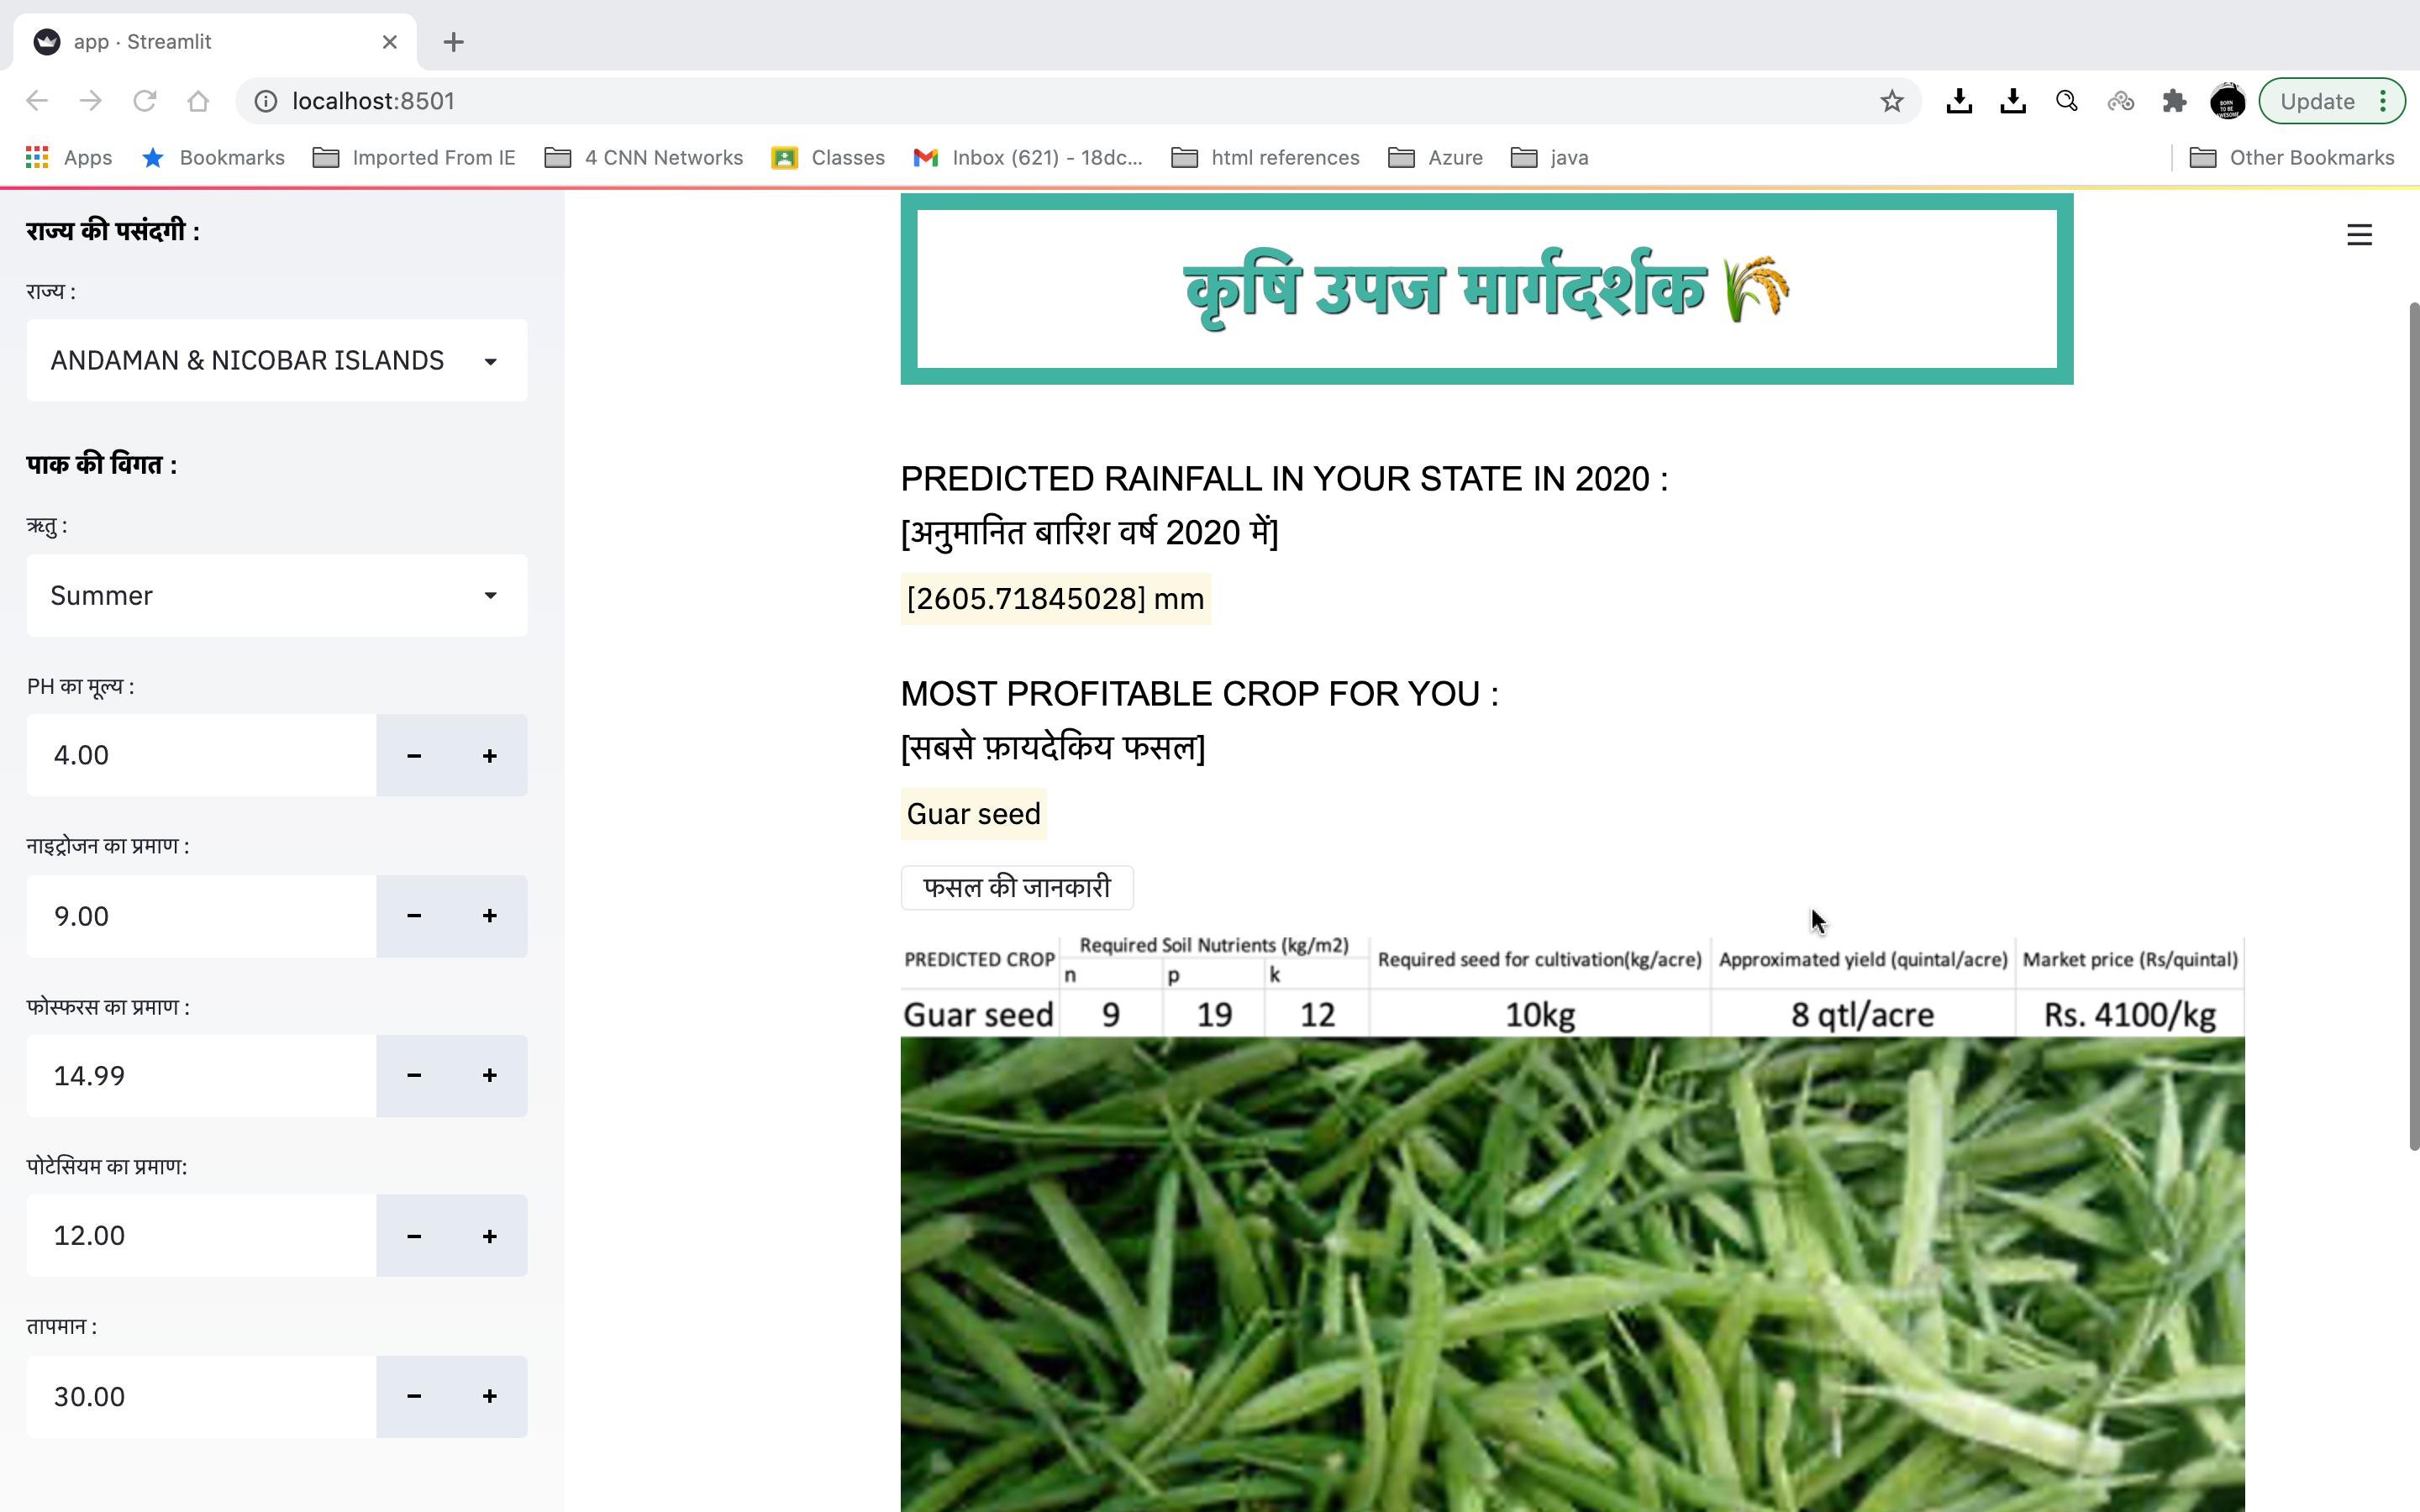 app · Streamlit
localhost:8501
Update
Apps
Bookmarks
Imported From IE
4 CNN Networks
Classes
Inbox (621) - 18dc...
html references
Azure
java
Other Bookmarks
राज्य की पसंदगी :
राज्य :
ANDAMAN & NICOBAR ISLANDS
पाक की विगत :
ऋतु :
Summer
PH का मूल्य :
4.00
नाइट्रोजन का प्रमाण :
9.00
फोस्फरस का प्रमाण :
14.99
पोटेसियम का प्रमाण:
12.00
तापमान :
30.00
कृषि उपज मार्गदर्शक
PREDICTED RAINFALL IN YOUR STATE IN 2020 :
[अनुमानित बारिश वर्ष 2020 में]
[2605.71845028] mm
MOST PROFITABLE CROP FOR YOU :
[सबसे फ़ायदेकिय फसल]
Guar seed
फसल की जानकारी
PREDICTED CROP Required Soil Nutrients (kg/m2) Required seed for cultivation(kg/acre) Approximated yield (quintal/acre) Market price (Rs/quintal)
n p k
Guar seed 9 19 12 10kg 8 qtl/acre Rs. 4100/kg